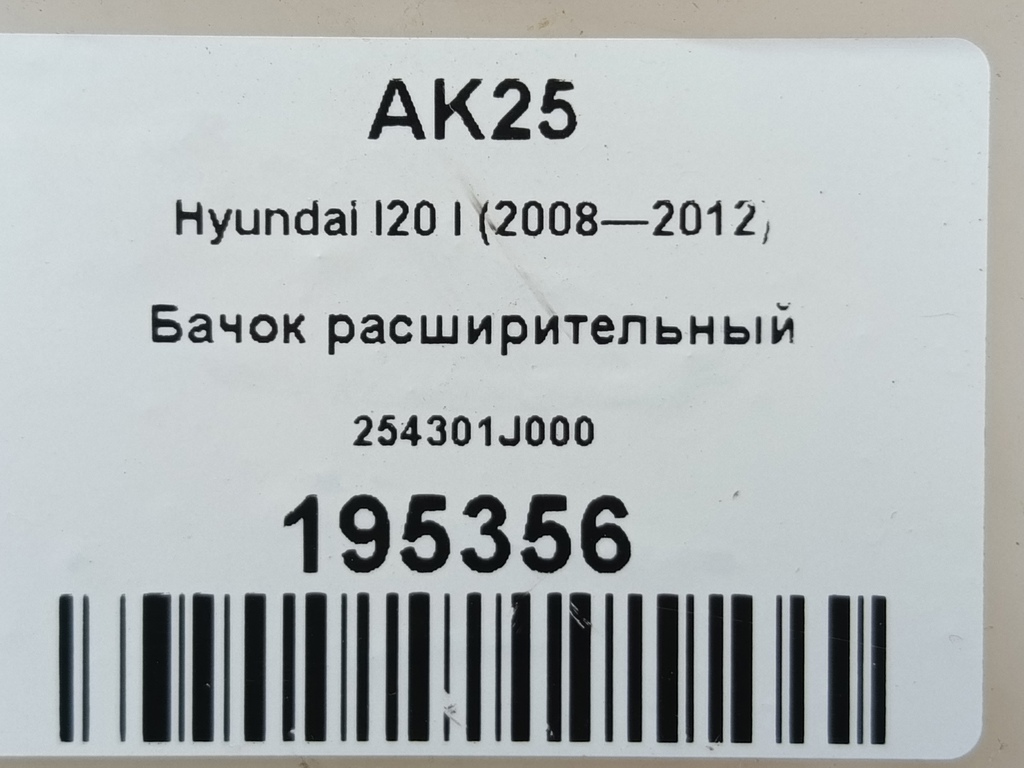 AK25
Hyundai I20 I (2008—2012)
Бачок расширительный
254301J000
195356